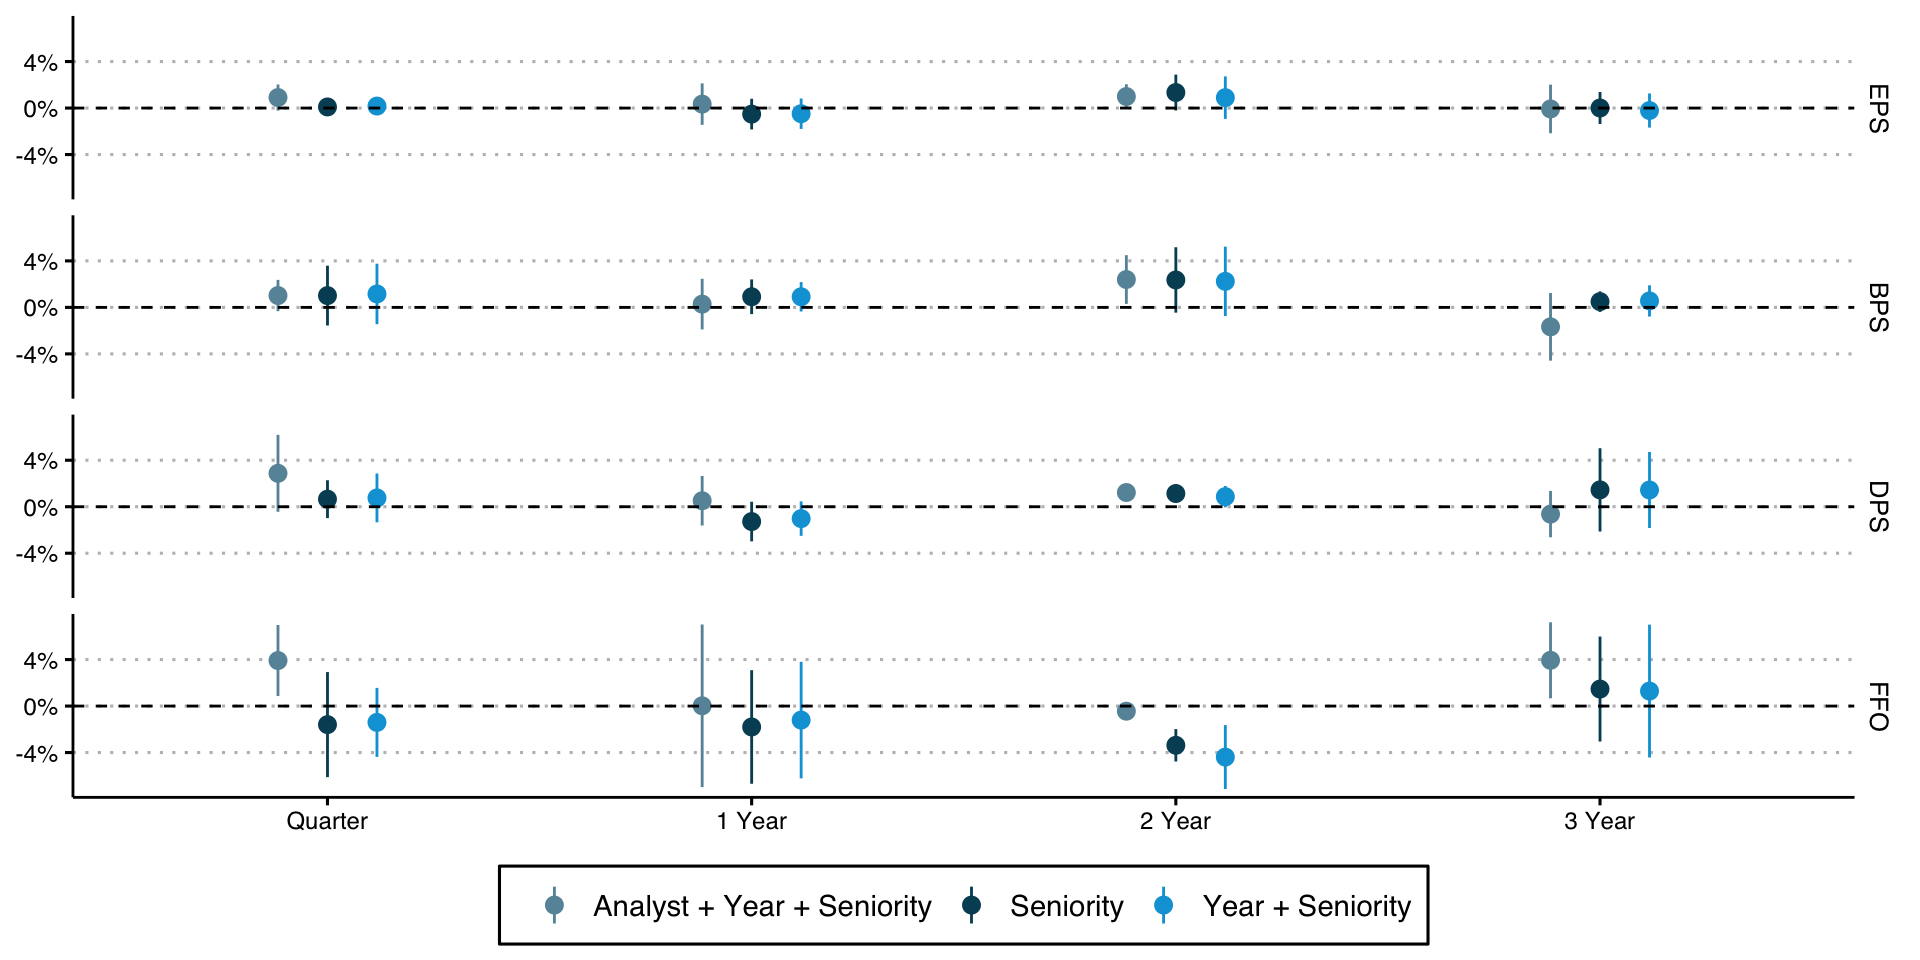 4%
0%
-4%
EPS
4%
0%
-4%
BPS
4%
0%
-4%
DPS
4%
0%
-4%
FFO
Quarter 1 Year 2 Year 3 Year
Analyst + Year + Seniority Seniority Year + Seniority